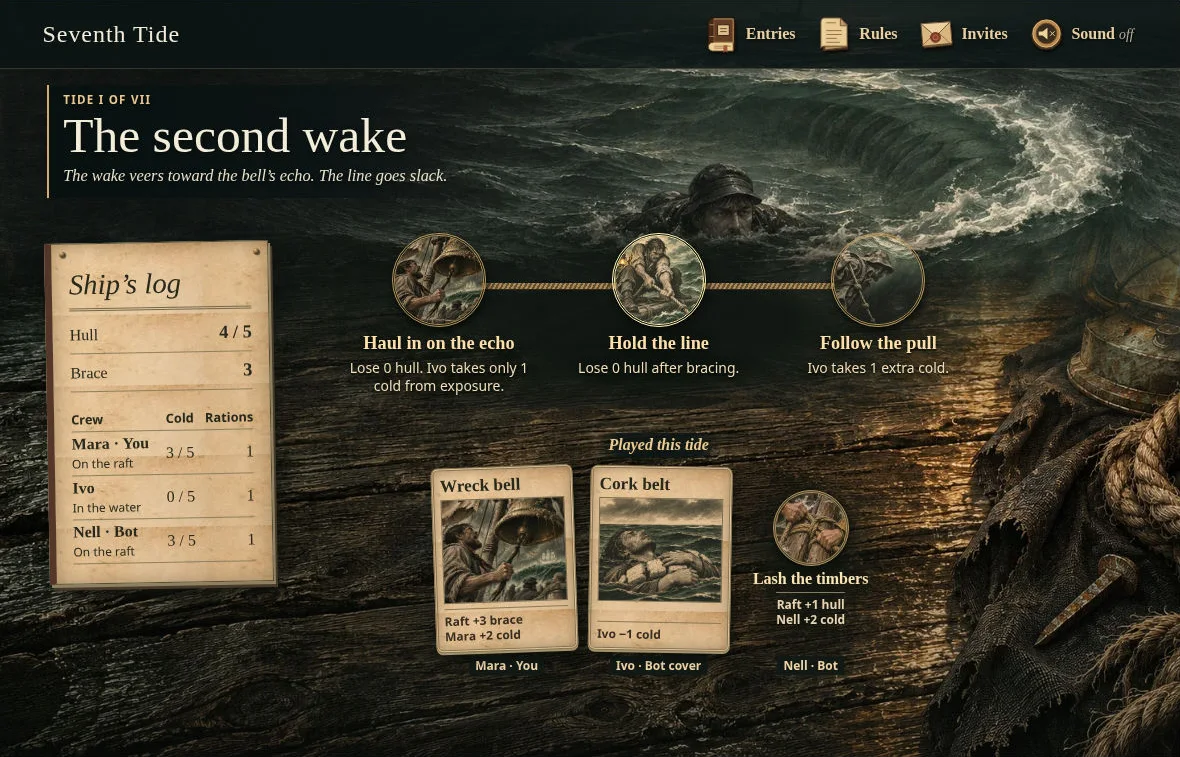 Seventh Tide
Entries
Rules
Invites
Sound off
TIDE I OF VII
The second wake
The wake veers toward the bell’s echo. The line goes slack.
Ship’s log
Hull 4 / 5
Brace 3
Crew Cold Rations
Mara · You 3 / 5 1
On the raft
Ivo 0 / 5 1
In the water
Nell · Bot 3 / 5 1
On the raft
Haul in on the echo
Lose 0 hull. Ivo takes only 1
cold from exposure.
Hold the line
Lose 0 hull after bracing.
Follow the pull
Ivo takes 1 extra cold.
Played this tide
Wreck bell
Raft +3 brace
Mara +2 cold
Mara · You
Cork belt
Ivo −1 cold
Ivo · Bot cover
Lash the timbers
Raft +1 hull
Nell +2 cold
Nell · Bot